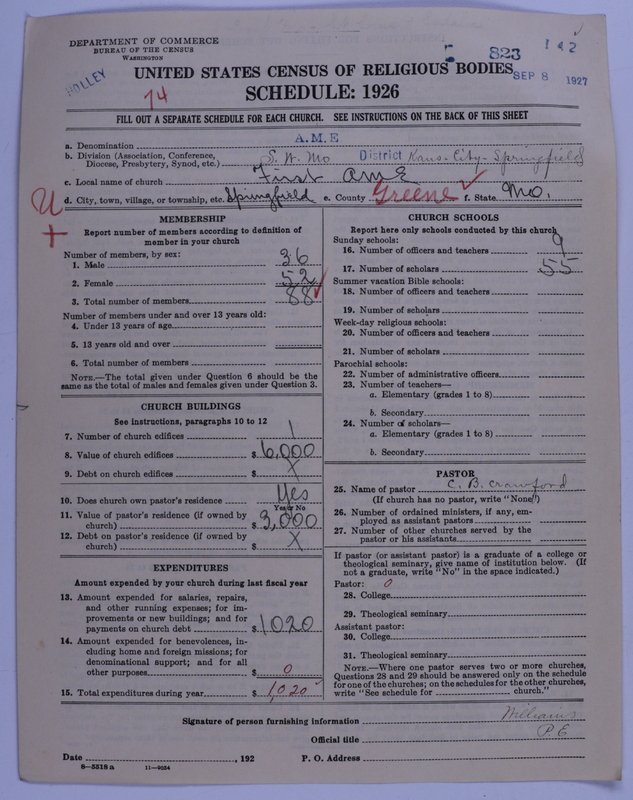 DEPARTMENT OF COMMERCE
BUREAU OF THE CENSUS
WASHINGTON
POLLEY
5 823 1 & 2
SEP 8 1927
UNITED STATES CENSUS OF RELIGIOUS BODIES
74
SCHEDULE: 1926
FILL OUT A SEPARATE SCHEDULE FOR EACH CHURCH. SEE INSTRUCTIONS ON THE BACK OF THIS SHEET
a. Denomination A.M.E
b. Division (Association, Conference, Diocese, Presbytery, Synod, etc.) S. W. Mo District Kans-City-Springfield
c. Local name of church First AME
d. City, town, village, or township, etc. Springfield e. County Greene f. State Mo.
U
+
MEMBERSHIP
Report number of members according to definition of member in your church
Number of members, by sex:
1. Male 36
2. Female 52
3. Total number of members 88
Number of members under and over 13 years old:
4. Under 13 years of age
5. 13 years old and over
6. Total number of members
NOTE.—The total given under Question 6 should be the same as the total of males and females given under Question 3.
CHURCH BUILDINGS
See instructions, paragraphs 10 to 12
7. Number of church edifices 1
8. Value of church edifices $ 6,000
9. Debt on church edifices $ X
10. Does church own pastor's residence Yes
Yes or No
11. Value of pastor's residence (if owned by church) $ 3,000
12. Debt on pastor's residence (if owned by church) $ X
EXPENDITURES
Amount expended by your church during last fiscal year
13. Amount expended for salaries, repairs, and other running expenses; for improvements or new buildings; and for payments on church debt $ 1020
14. Amount expended for benevolences, including home and foreign missions; for denominational support; and for all other purposes $ 0
15. Total expenditures during year $ 1,020
CHURCH SCHOOLS
Report here only schools conducted by this church
Sunday schools:
16. Number of officers and teachers 9
17. Number of scholars 55
Summer vacation Bible schools:
18. Number of officers and teachers
19. Number of scholars
Week-day religious schools:
20. Number of officers and teachers
21. Number of scholars
Parochial schools:
22. Number of administrative officers
23. Number of teachers—
a. Elementary (grades 1 to 8)
b. Secondary
24. Number of scholars—
a. Elementary (grades 1 to 8)
b. Secondary
PASTOR
25. Name of pastor C. B. Crawford
(If church has no pastor, write "None")
26. Number of ordained ministers, if any, employed as assistant pastors
27. Number of other churches served by the pastor or his assistants
If pastor (or assistant pastor) is a graduate of a college or theological seminary, give name of institution below. (If not a graduate, write "No" in the space indicated.)
Pastor: 0
28. College
29. Theological seminary
Assistant pastor:
30. College
31. Theological seminary
NOTE.—Where one pastor serves two or more churches, Questions 28 and 29 should be answered only on the schedule for one of the churches; on the schedules for the other churches, write "See schedule for church."
Signature of person furnishing information Williams
Official title P.E
Date , 192 P. O. Address
8—5518 a 11—9034